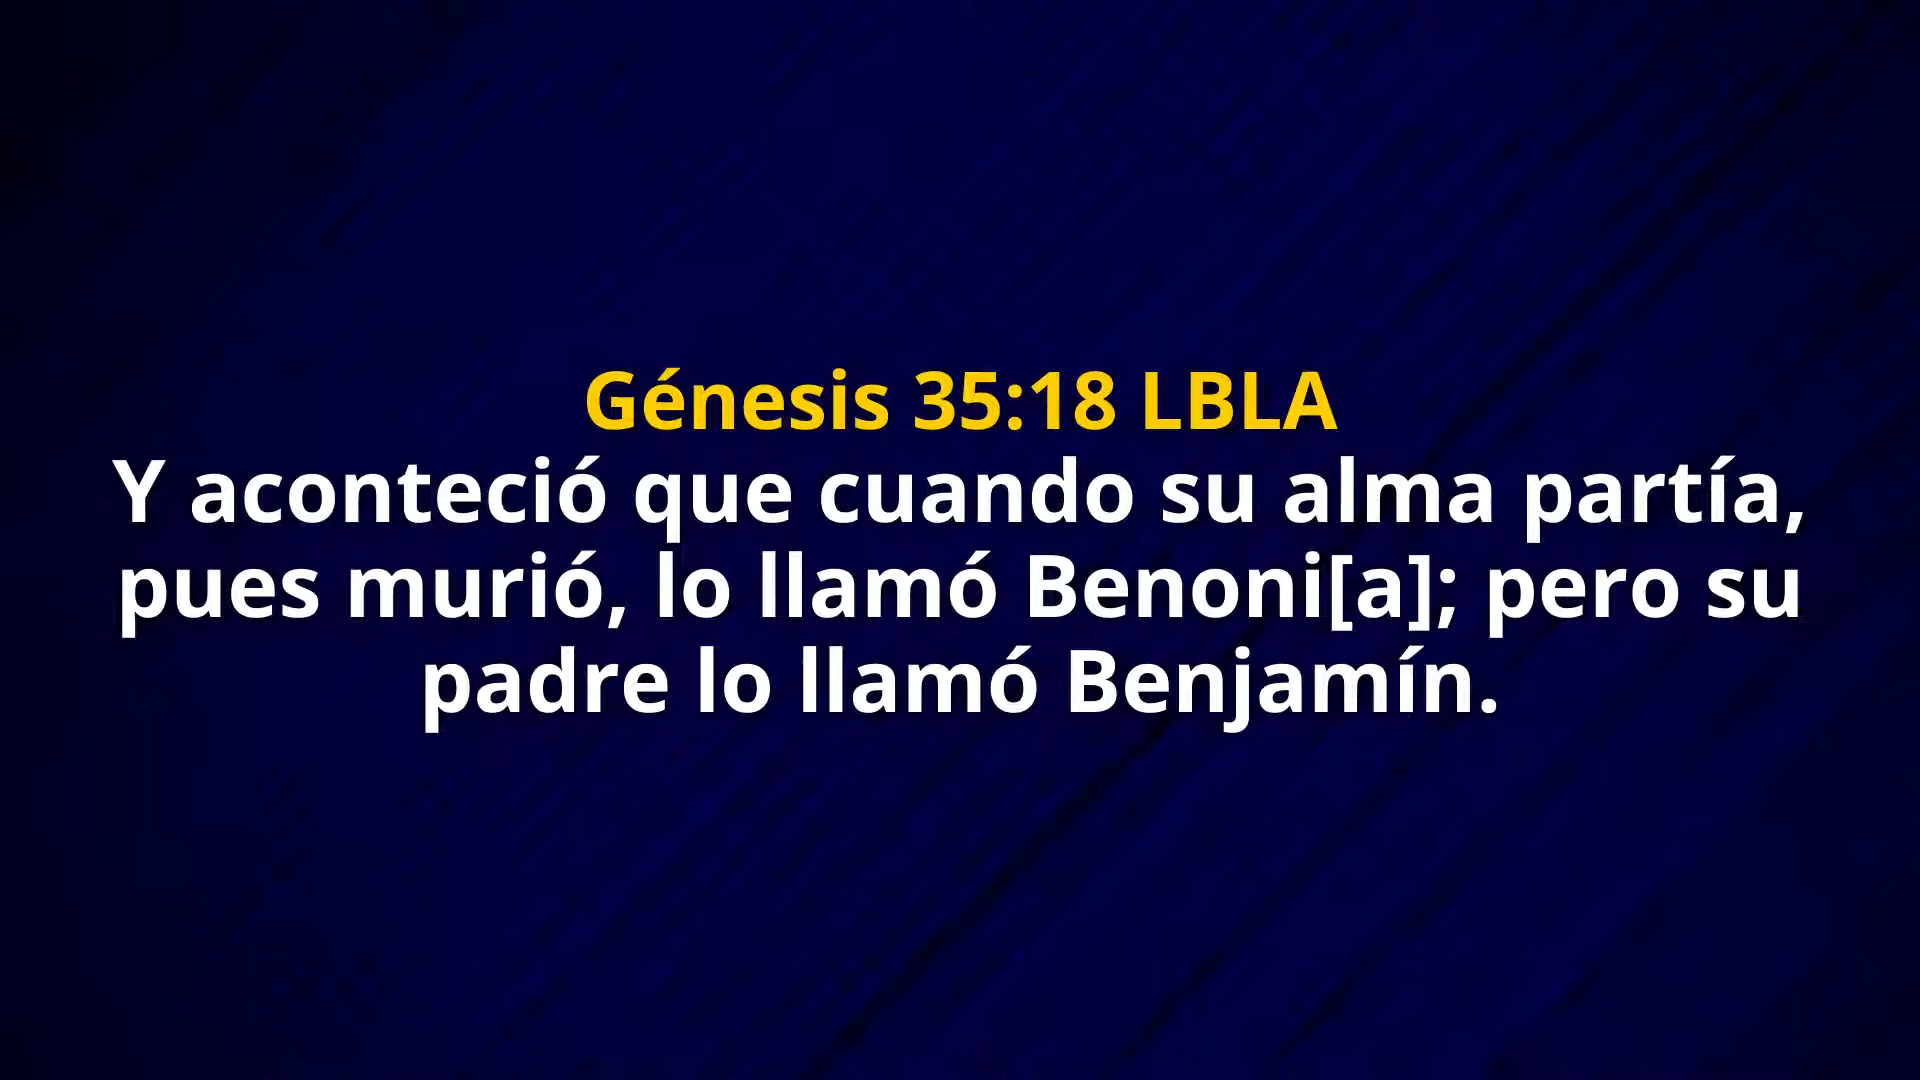 Génesis 35:18 LBLA
Y aconteció que cuando su alma partía,
pues murió, lo llamó Benoni[a]; pero su
padre lo llamó Benjamín.